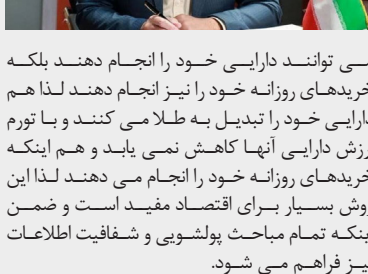 می توانند دارایی خود را انجام دهند بلکه
خریدهای روزانه خود را نیز انجام دهند لذا هم
دارایی خود را تبدیل به طلا می کنند و با تورم
ارزش دارایی آنها کاهش نمی یابد و هم اینکه
خریدهای روزانه خود را انجام می دهند لذا این
روش بسیار برای اقتصاد مفید است و ضمن
اینکه تمام مباحث پولشویی و شفافیت اطلاعات
نیز فراهم می شود.